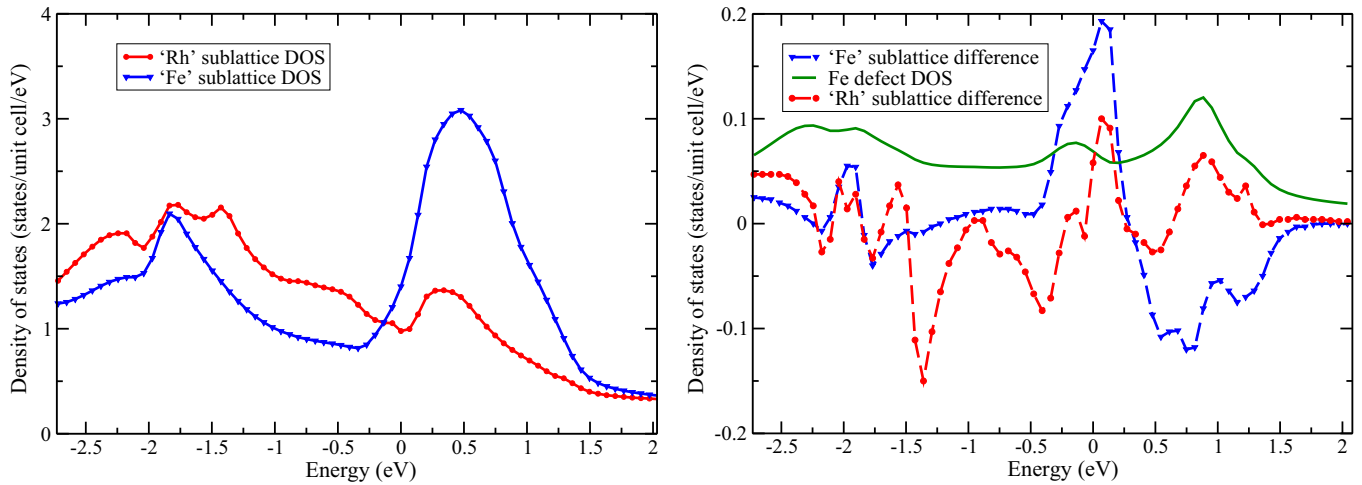 Density of states (states/unit cell/eV)
4
3
2
1
0
‘Rh’ sublattice DOS
‘Fe’ sublattice DOS
-2.5 -2 -1.5 -1 -0.5 0 0.5 1 1.5 2
Energy (eV)
Density of states (states/unit cell/eV)
0.2
0.1
0
-0.1
-0.2
‘Fe’ sublattice difference
Fe defect DOS
‘Rh’ sublattice difference
-2.5 -2 -1.5 -1 -0.5 0 0.5 1 1.5 2
Energy (eV)